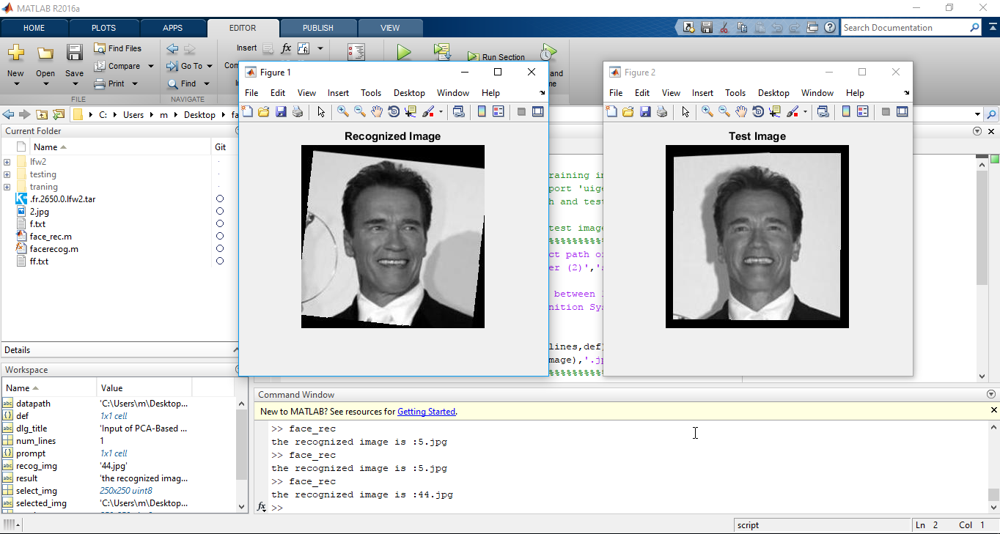 MATLAB R2016a
HOME PLOTS APPS EDITOR PUBLISH VIEW
Search Documentation
New Open Save
Find Files
Compare
Print
Go To
Find
Insert fx
Run Section
FILE NAVIGATE
C: Users m Desktop
Current Folder
Name Git
lfw2
testing
traning
.fr.2650.0.lfw2.tar
2.jpg
f.txt
face_rec.m
facerecog.m
ff.txt
Details
Workspace
Name Value
datapath 'C:\Users\m\Desktop...
def 1x1 cell
dlg_title 'Input of PCA-Based ...
num_lines 1
prompt 1x1 cell
recog_img '44.jpg'
result 'the recognized imag...
select_img 250x250 uint8
selected_img 'C:\Users\m\Desktop...
Figure 1
File Edit View Insert Tools Desktop Window Help
Recognized Image
raining
port 'uige
h and test
test image
%%%%%%%%%
ct path o
er (2)','
between
nition Sys
lines,def)
mage),'.j
%%%%%%%%%
Figure 2
File Edit View Insert Tools Desktop Window Help
Test Image
Command Window
New to MATLAB? See resources for Getting Started.
>> face_rec
the recognized image is :5.jpg
>> face_rec
the recognized image is :5.jpg
>> face_rec
the recognized image is :44.jpg
fx >>
script Ln 2 Col 1